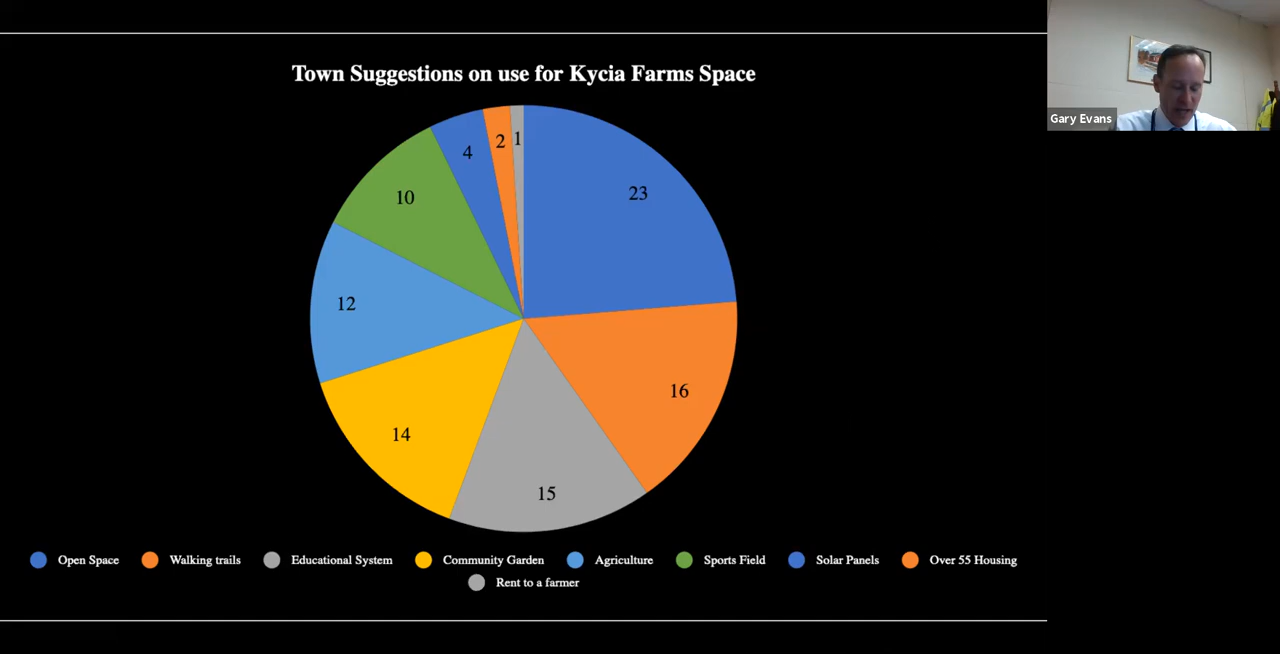 Town Suggestions on use for Kycia Farms Space
Gary Evans
1
2
4
23
10
12
16
14
15
Open Space Walking trails Educational System Community Garden Agriculture Sports Field Solar Panels Over 55 Housing
Rent to a farmer